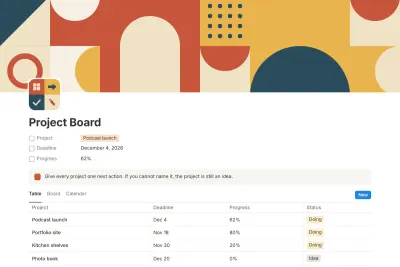 Project Board
Project Podcast launch
Deadline December 4, 2026
Progress 62%
Give every project one next action. If you cannot name it, the project is still an idea.
Table Board Calendar New
Project Deadline Progress Status
Podcast launch Dec 4 62% Doing
Portfolio site Nov 18 80% Doing
Kitchen shelves Nov 30 20% Doing
Photo book Dec 20 0% Idea